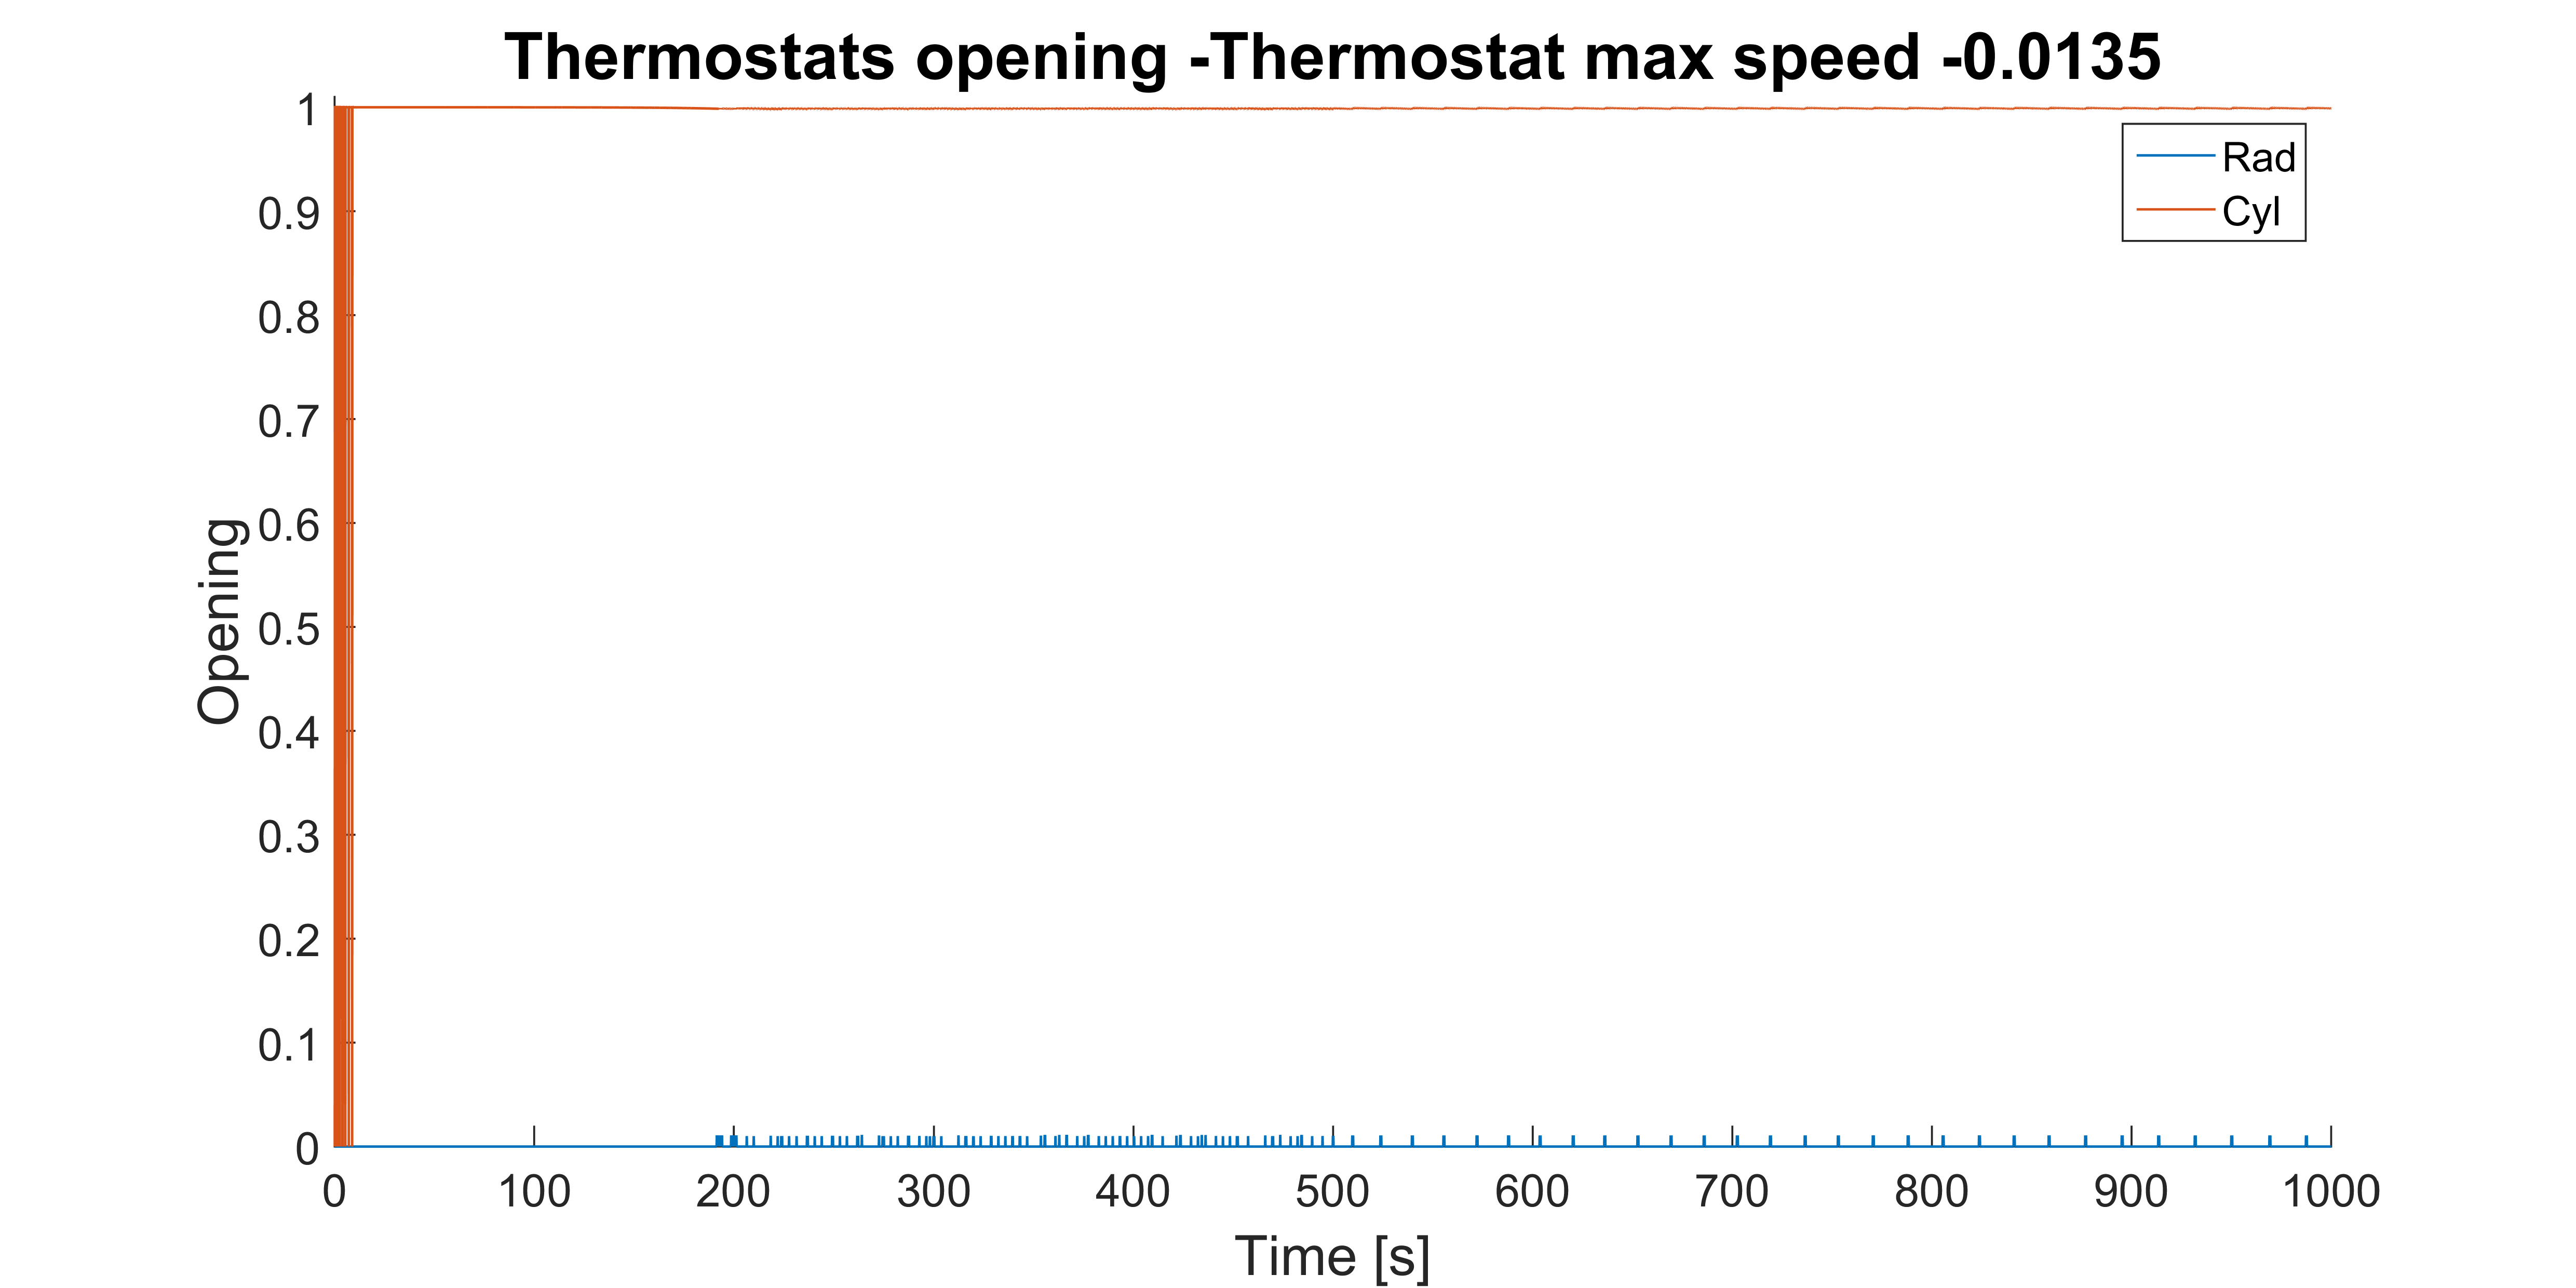 Thermostats opening -Thermostat max speed -0.0135
1
0.9
0.8
0.7
0.6
0.5
0.4
0.3
0.2
0.1
0
Opening
Rad
Cyl
0 100 200 300 400 500 600 700 800 900 1000
Time [s]